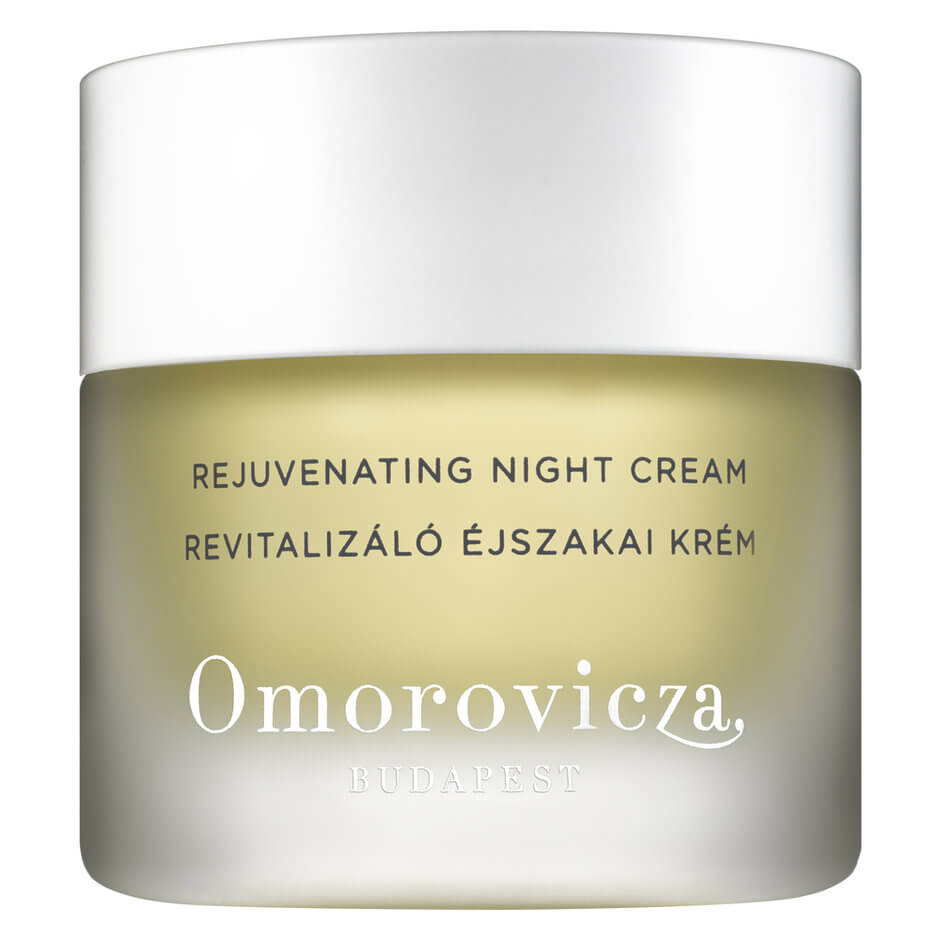 REJUVENATING NIGHT CREAM
REVITALIZÁLÓ ÉJSZAKAI KRÉM
Omorovicza
BUDAPEST